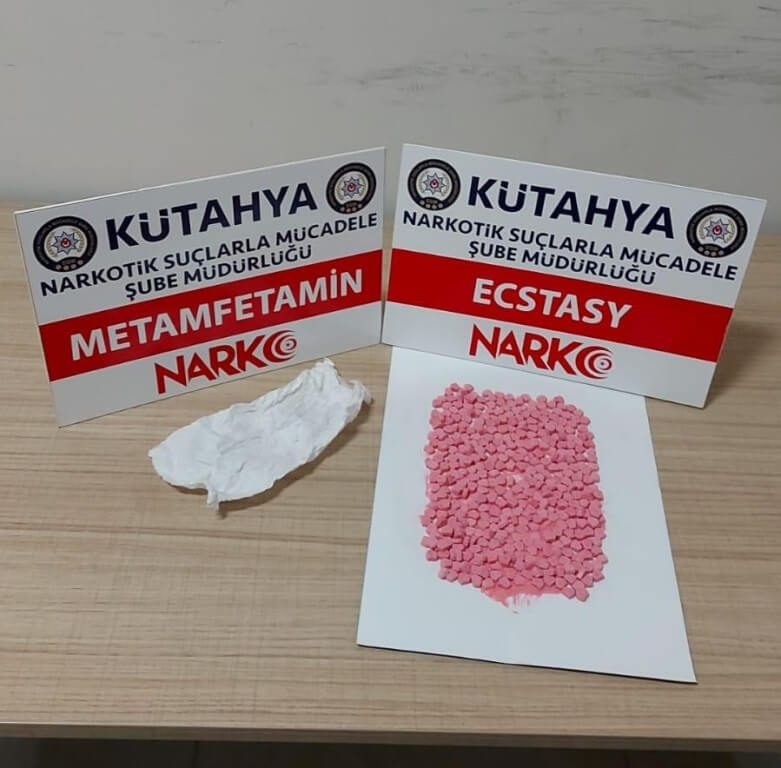 KÜTAHYA
NARKOTİK SUÇLARLA MÜCADELE
ŞUBE MÜDÜRLÜĞÜ
METAMFETAMİN
NARKO
KÜTAHYA
NARKOTİK SUÇLARLA MÜCADELE
ŞUBE MÜDÜRLÜĞÜ
ECSTASY
NARKO